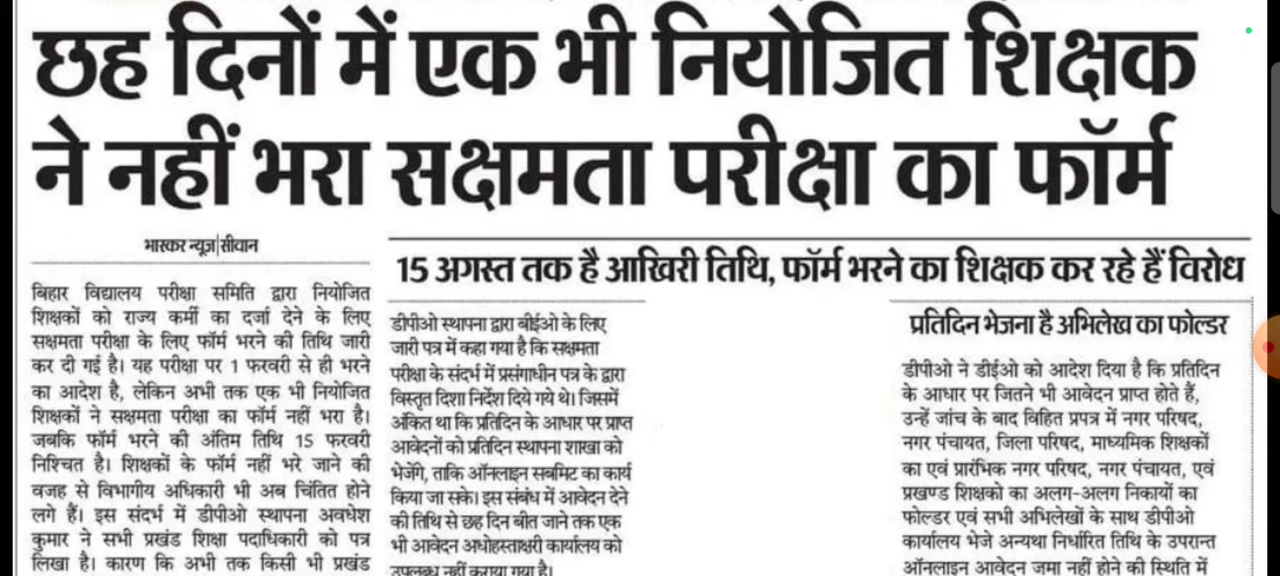 छह दिनों में एक भी नियोजित शिक्षक
ने नहीं भरा सक्षमता परीक्षा का फॉर्म
भास्कर न्यूज|सीवान
बिहार विद्यालय परीक्षा समिति द्वारा नियोजित
शिक्षकों को राज्य कर्मी का दर्जा देने के लिए
सक्षमता परीक्षा के लिए फॉर्म भरने की तिथि जारी
कर दी गई है। यह परीक्षा पर 1 फरवरी से ही भरने
का आदेश है, लेकिन अभी तक एक भी नियोजित
शिक्षकों ने सक्षमता परीक्षा का फॉर्म नहीं भरा है।
जबकि फॉर्म भरने की अंतिम तिथि 15 फरवरी
निश्चित है। शिक्षकों के फॉर्म नहीं भरे जाने की
वजह से विभागीय अधिकारी भी अब चिंतित होने
लगे हैं। इस संदर्भ में डीपीओ स्थापना अवधेश
कुमार ने सभी प्रखंड शिक्षा पदाधिकारी को पत्र
लिखा है। कारण कि अभी तक किसी भी प्रखंड
15 अगस्त तक है आखिरी तिथि, फॉर्म भरने का शिक्षक कर रहे हैं विरोध
डीपीओ स्थापना द्वारा बीईओ के लिए
जारी पत्र में कहा गया है कि सक्षमता
परीक्षा के संदर्भ में प्रसंगाधीन पत्र के द्वारा
विस्तृत दिशा निर्देश दिये गये थे। जिसमें
अंकित था कि प्रतिदिन के आधार पर प्राप्त
आवेदनों को प्रतिदिन स्थापना शाखा को
भेजेंगे, ताकि ऑनलाइन सबमिट का कार्य
किया जा सके। इस संबंध में आवेदन देने
की तिथि से छह दिन बीत जाने तक एक
भी आवेदन अधोहस्ताक्षरी कार्यालय को
उपलब्ध नहीं कराया गया है।
प्रतिदिन भेजना है अभिलेख का फोल्डर
डीपीओ ने डीईओ को आदेश दिया है कि प्रतिदिन
के आधार पर जितने भी आवेदन प्राप्त होते हैं,
उन्हें जांच के बाद विहित प्रपत्र में नगर परिषद,
नगर पंचायत, जिला परिषद, माध्यमिक शिक्षकों
का एवं प्रारंभिक नगर परिषद, नगर पंचायत, एवं
प्रखण्ड शिक्षको का अलग-अलग निकायों का
फोल्डर एवं सभी अभिलेखों के साथ डीपीओ
कार्यालय भेजे अन्यथा निर्धारित तिथि के उपरान्त
ऑनलाइन आवेदन जमा नहीं होने की स्थिति में